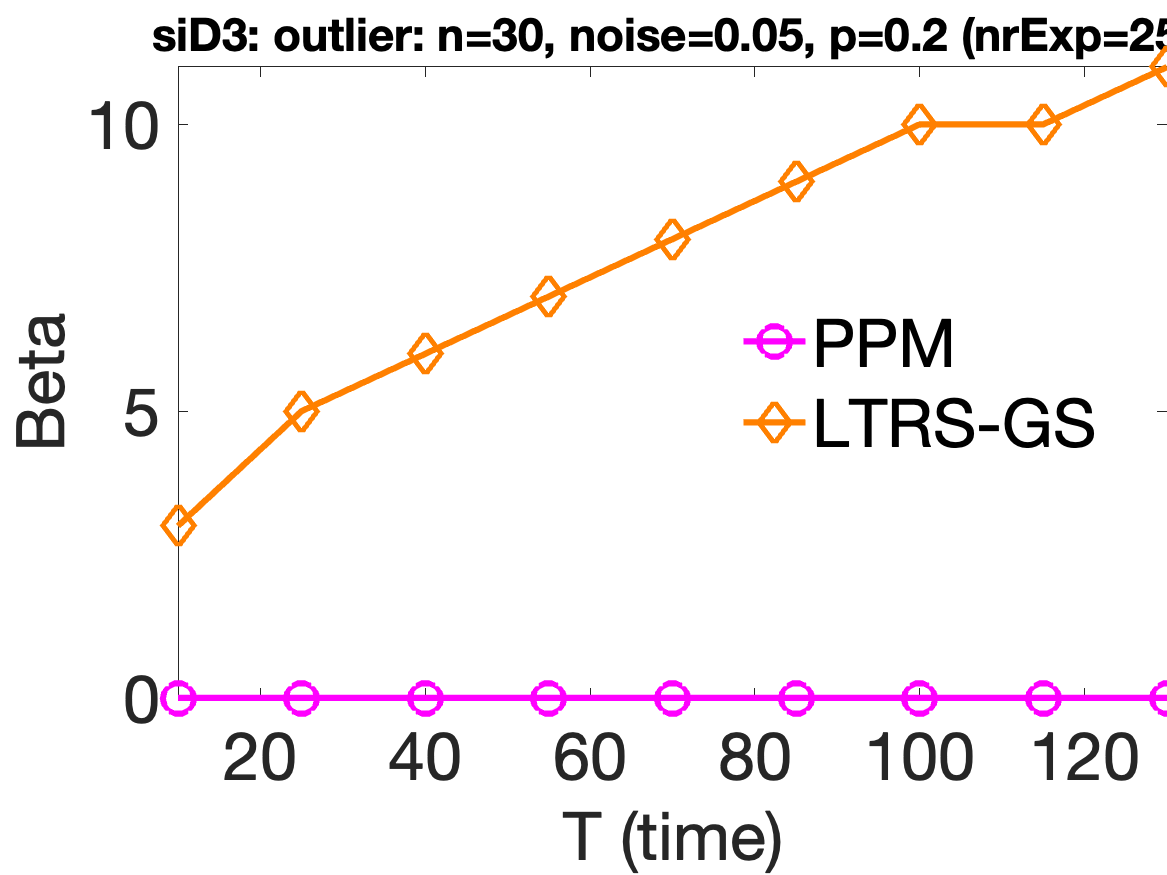 siD3: outlier: n=30, noise=0.05, p=0.2 (nrExp=25
10
5
0
Beta
PPM
LTRS-GS
20 40 60 80 100 120
T (time)